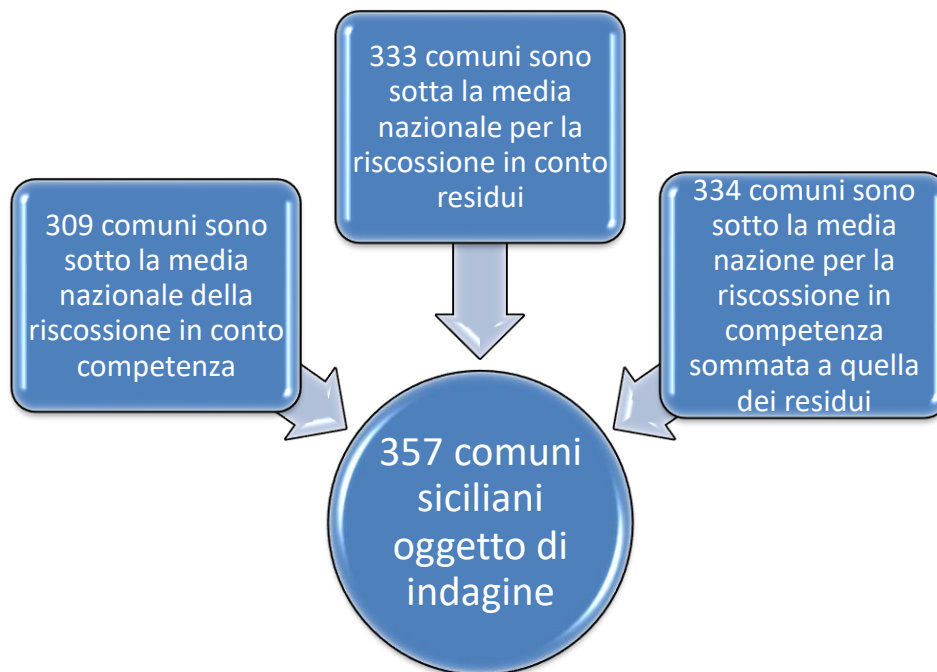 333 comuni sono
sotta la media
nazionale per la
riscossione in conto
residui
309 comuni sono
sotto la media
nazionale della
riscossione in conto
competenza
334 comuni sono
sotto la media
nazione per la
riscossione in
competenza
sommata a quella
dei residui
357 comuni
siciliani
oggetto di
indagine